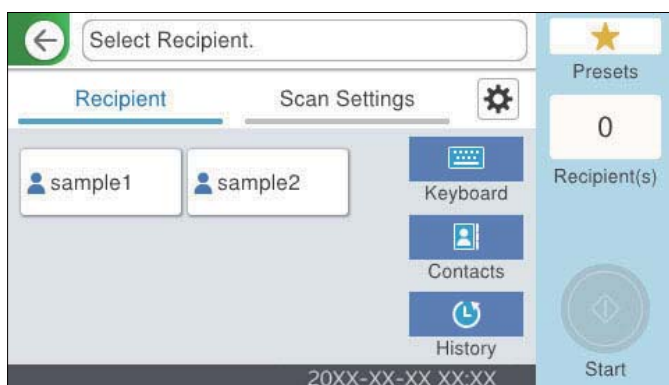 Select Recipient.
Presets
Recipient
Scan Settings
0
Recipient(s)
sample1
sample2
Keyboard
Contacts
History
Start
20XX-XX-XX XX:XX